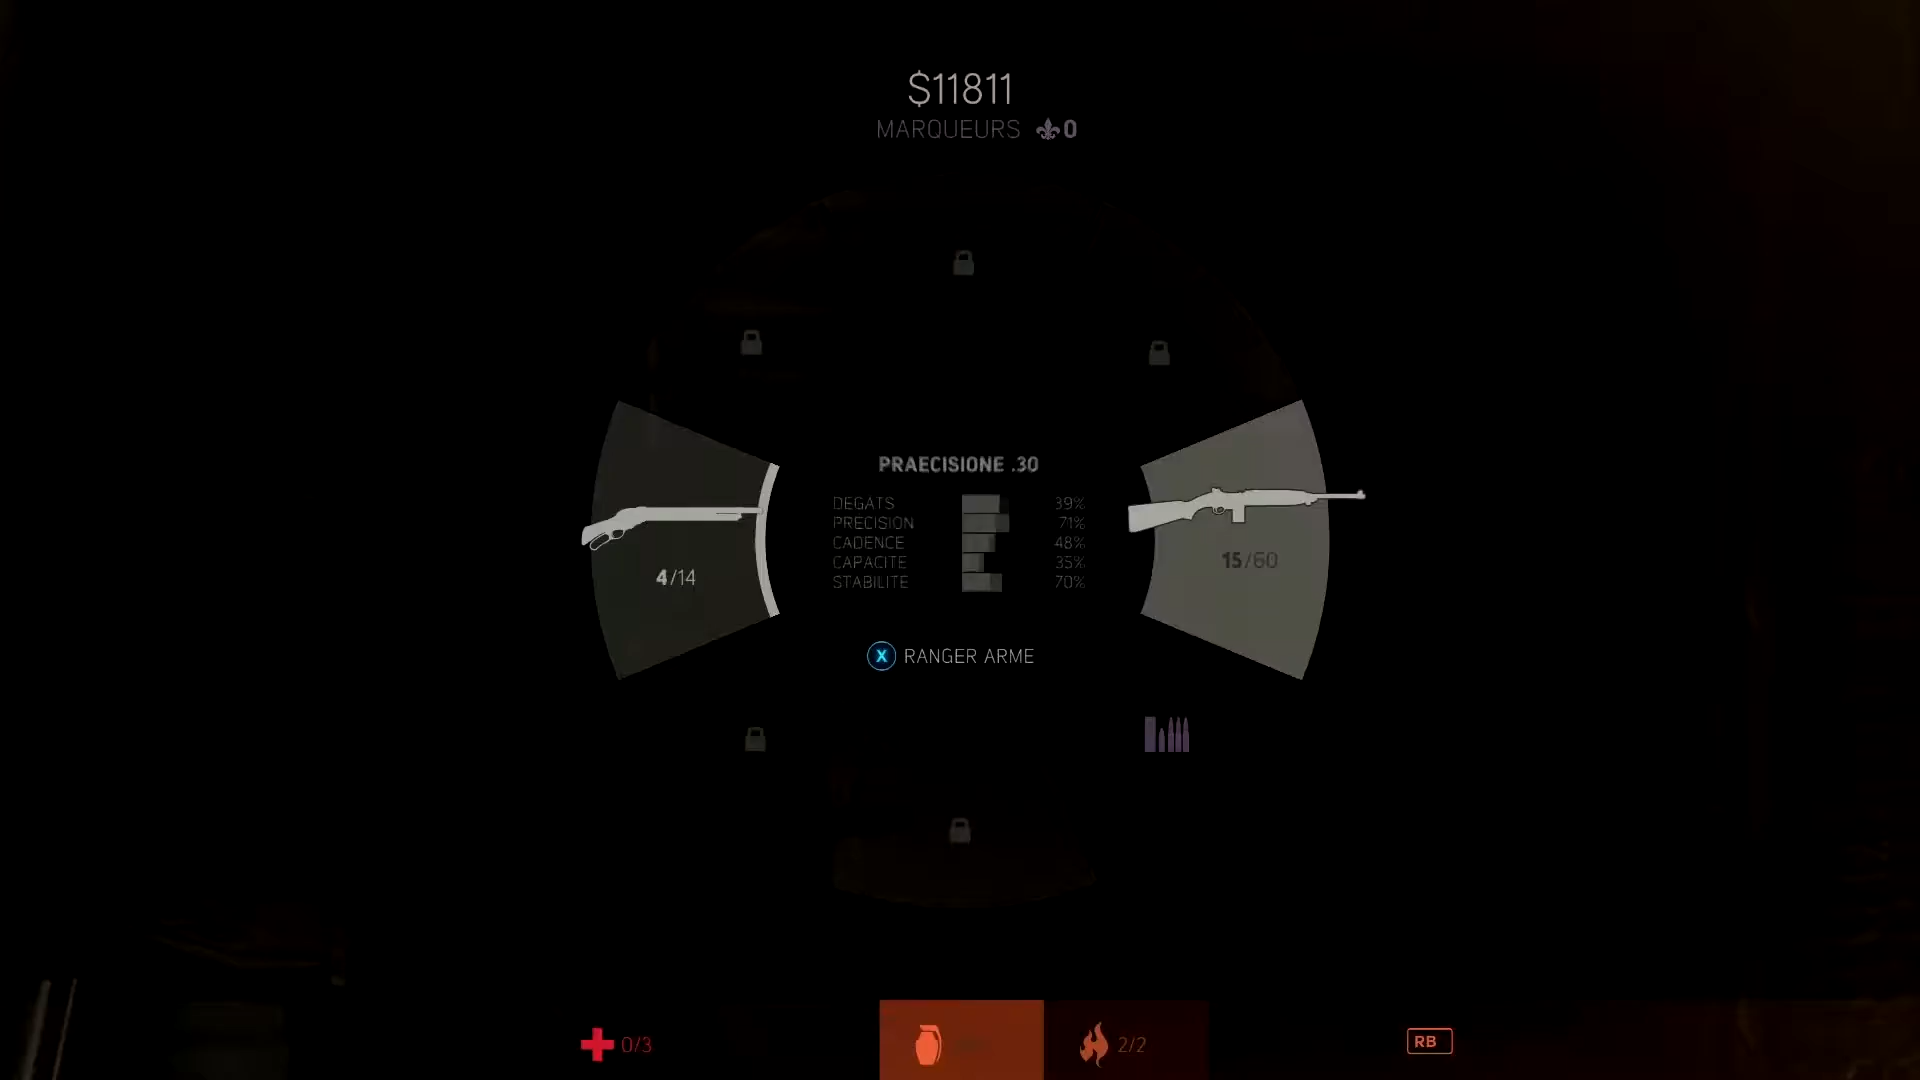 $11811
MARQUEURS 0
PRAECISIONE .30
DEGATS 39%
PRECISION 71%
CADENCE 48%
CAPACITE 35%
STABILITE 70%
4/14
15/60
X RANGER ARME
0/3
2/2
RB